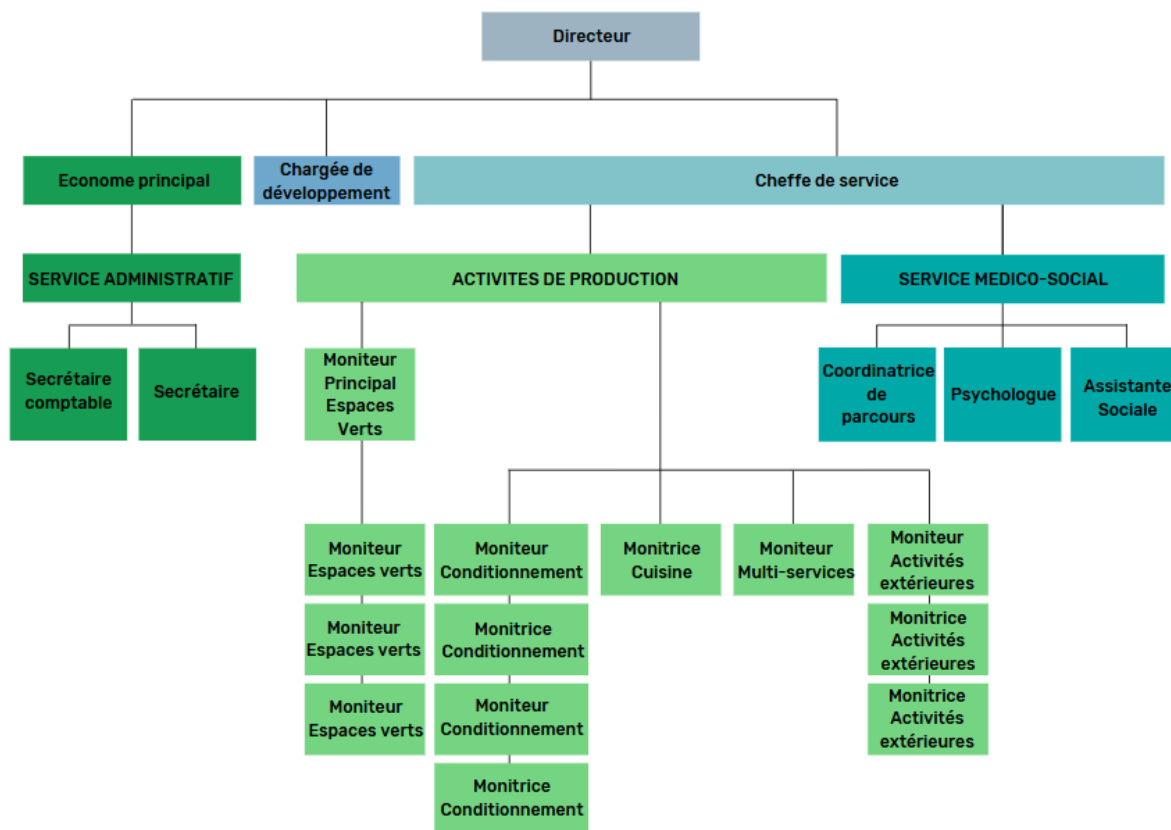 Directeur
Econome principal
Chargée de
développement
Cheffe de service
SERVICE ADMINISTRATIF
ACTIVITES DE PRODUCTION
SERVICE MEDICO-SOCIAL
Secrétaire
comptable
Secrétaire
Moniteur
Principal
Espaces
Verts
Coordinatrice
de
parcours
Psychologue
Assistante
Sociale
Moniteur
Espaces verts
Moniteur
Conditionnement
Monitrice
Cuisine
Moniteur
Multi-services
Moniteur
Activités
extérieures
Moniteur
Espaces verts
Monitrice
Conditionnement
Monitrice
Activités
extérieures
Moniteur
Espaces verts
Moniteur
Conditionnement
Monitrice
Activités
extérieures
Monitrice
Conditionnement